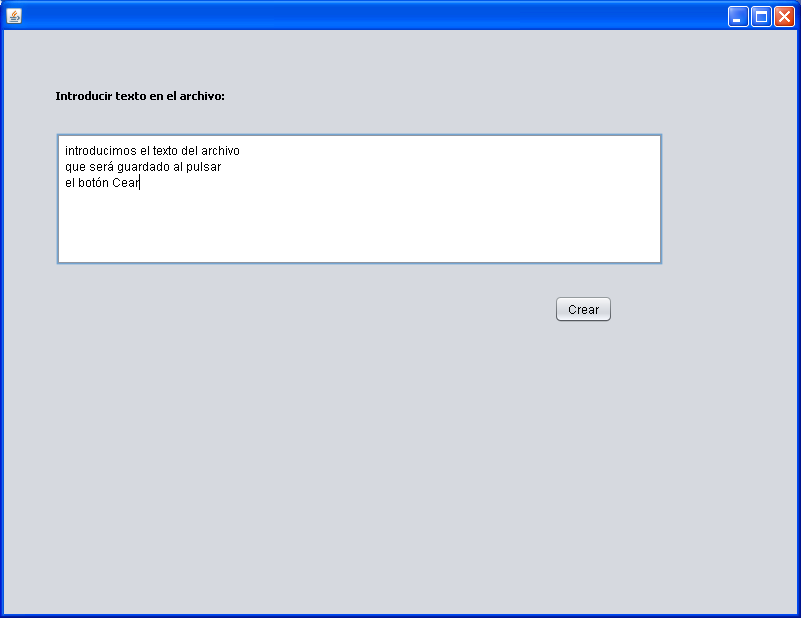 Introducir texto en el archivo:
introducimos el texto del archivo
que será guardado al pulsar
el botón Cear
Crear